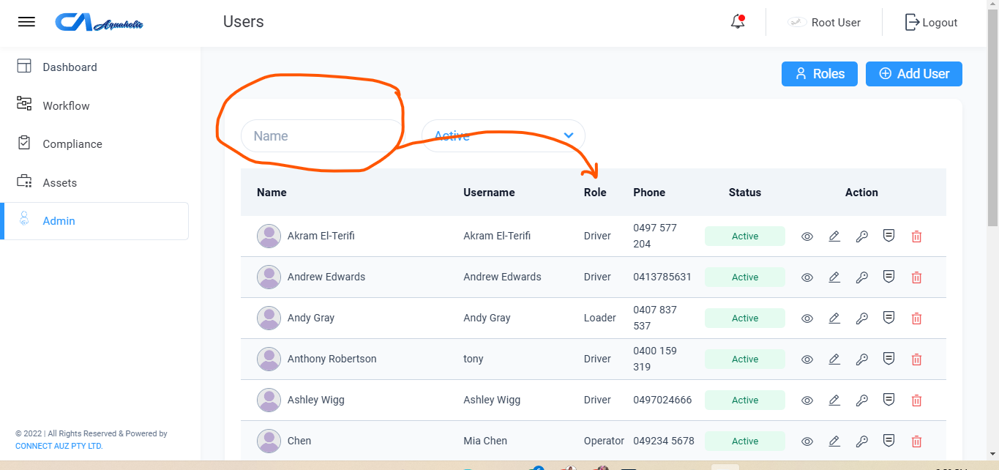 Aquaholic
Users
Root User
Logout
Dashboard
Workflow
Compliance
Assets
Admin
Roles
Add User
Name
Active
Name Username Role Phone Status Action
Akram El-Terifi Akram El-Terifi Driver 0497 577 204 Active
Andrew Edwards Andrew Edwards Driver 0413785631 Active
Andy Gray Andy Gray Loader 0407 837 537 Active
Anthony Robertson tony Driver 0400 159 319 Active
Ashley Wigg Ashley Wigg Driver 0497024666 Active
Chen Mia Chen Operator 049234 5678 Active
© 2022 | All Rights Reserved & Powered by
CONNECT AUZ PTY LTD.